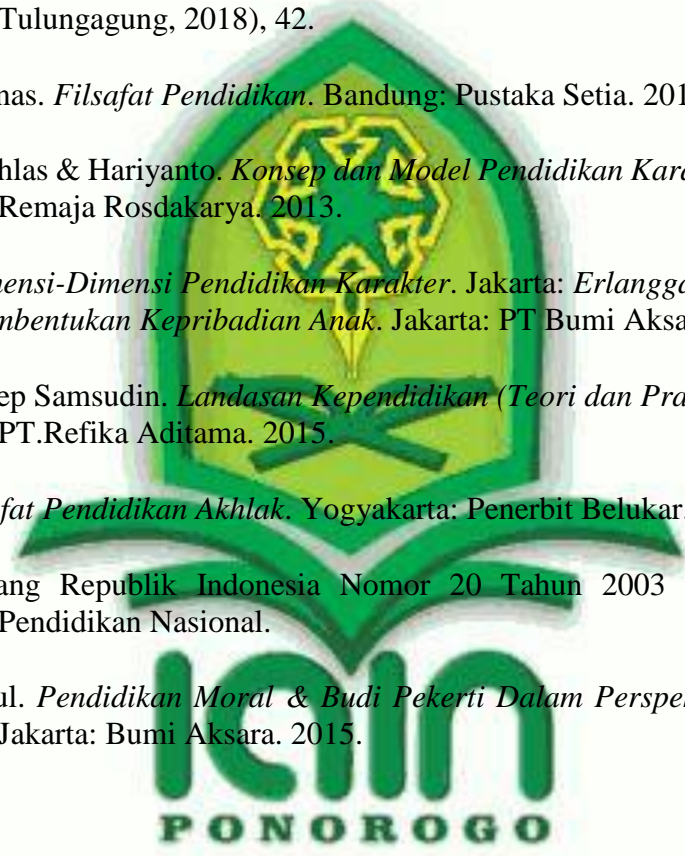 Tulungagung, 2018), 42.
nas. Filsafat Pendidikan. Bandung: Pustaka Setia. 201
hlas & Hariyanto. Konsep dan Model Pendidikan Kara
Remaja Rosdakarya. 2013.
nensi-Dimensi Pendidikan Karakter. Jakarta: Erlangga
mbentukan Kepribadian Anak. Jakarta: PT Bumi Aksa
ep Samsudin. Landasan Kependidikan (Teori dan Pra
PT.Refika Aditama. 2015.
fat Pendidikan Akhlak. Yogyakarta: Penerbit Belukar.
ang Republik Indonesia Nomor 20 Tahun 2003
Pendidikan Nasional.
ul. Pendidikan Moral & Budi Pekerti Dalam Perspe
Jakarta: Bumi Aksara. 2015.
IAIN
PONOROGO